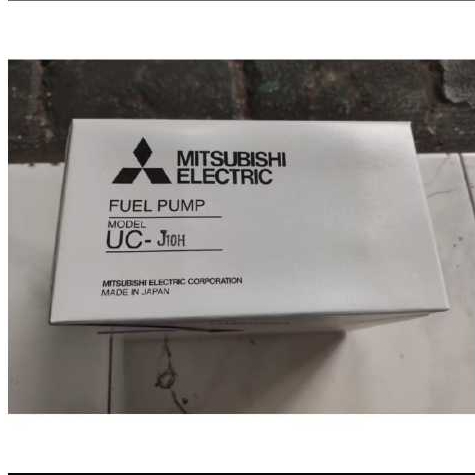 MITSUBISHI
ELECTRIC
FUEL PUMP
MODEL
UC- J10H
MITSUBISHI ELECTRIC CORPORATION
MADE IN JAPAN